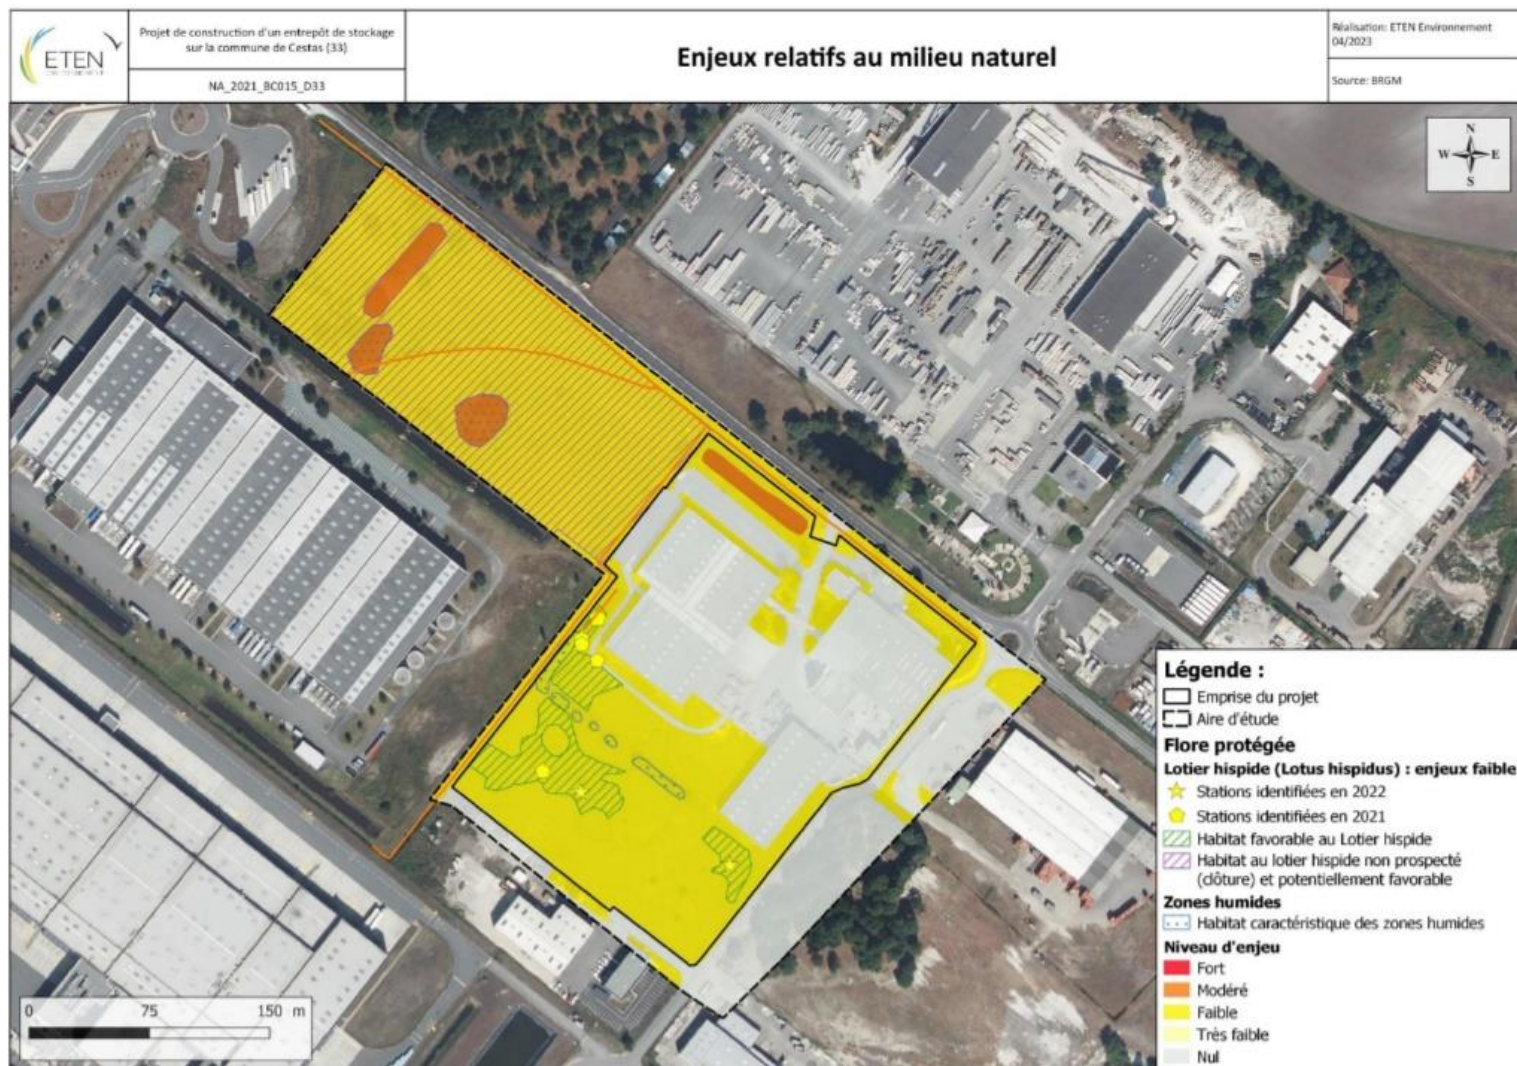 ETEN
Projet de construction d'un entrepôt de stockage
sur la commune de Cestas (33)
NA_2021_BC015_D33
Enjeux relatifs au milieu naturel
Réalisation: ETEN Environnement
04/2023
Source: BRGM
N
W E
S
Légende :
Emprise du projet
Aire d'étude
Flore protégée
Lotier hispide (Lotus hispidus) : enjeux faible
Stations identifiées en 2022
Stations identifiées en 2021
Habitat favorable au Lotier hispide
Habitat au lotier hispide non prospecté
(clôture) et potentiellement favorable
Zones humides
Habitat caractéristique des zones humides
Niveau d'enjeu
Fort
Modéré
Faible
Très faible
Nul
0 75 150 m